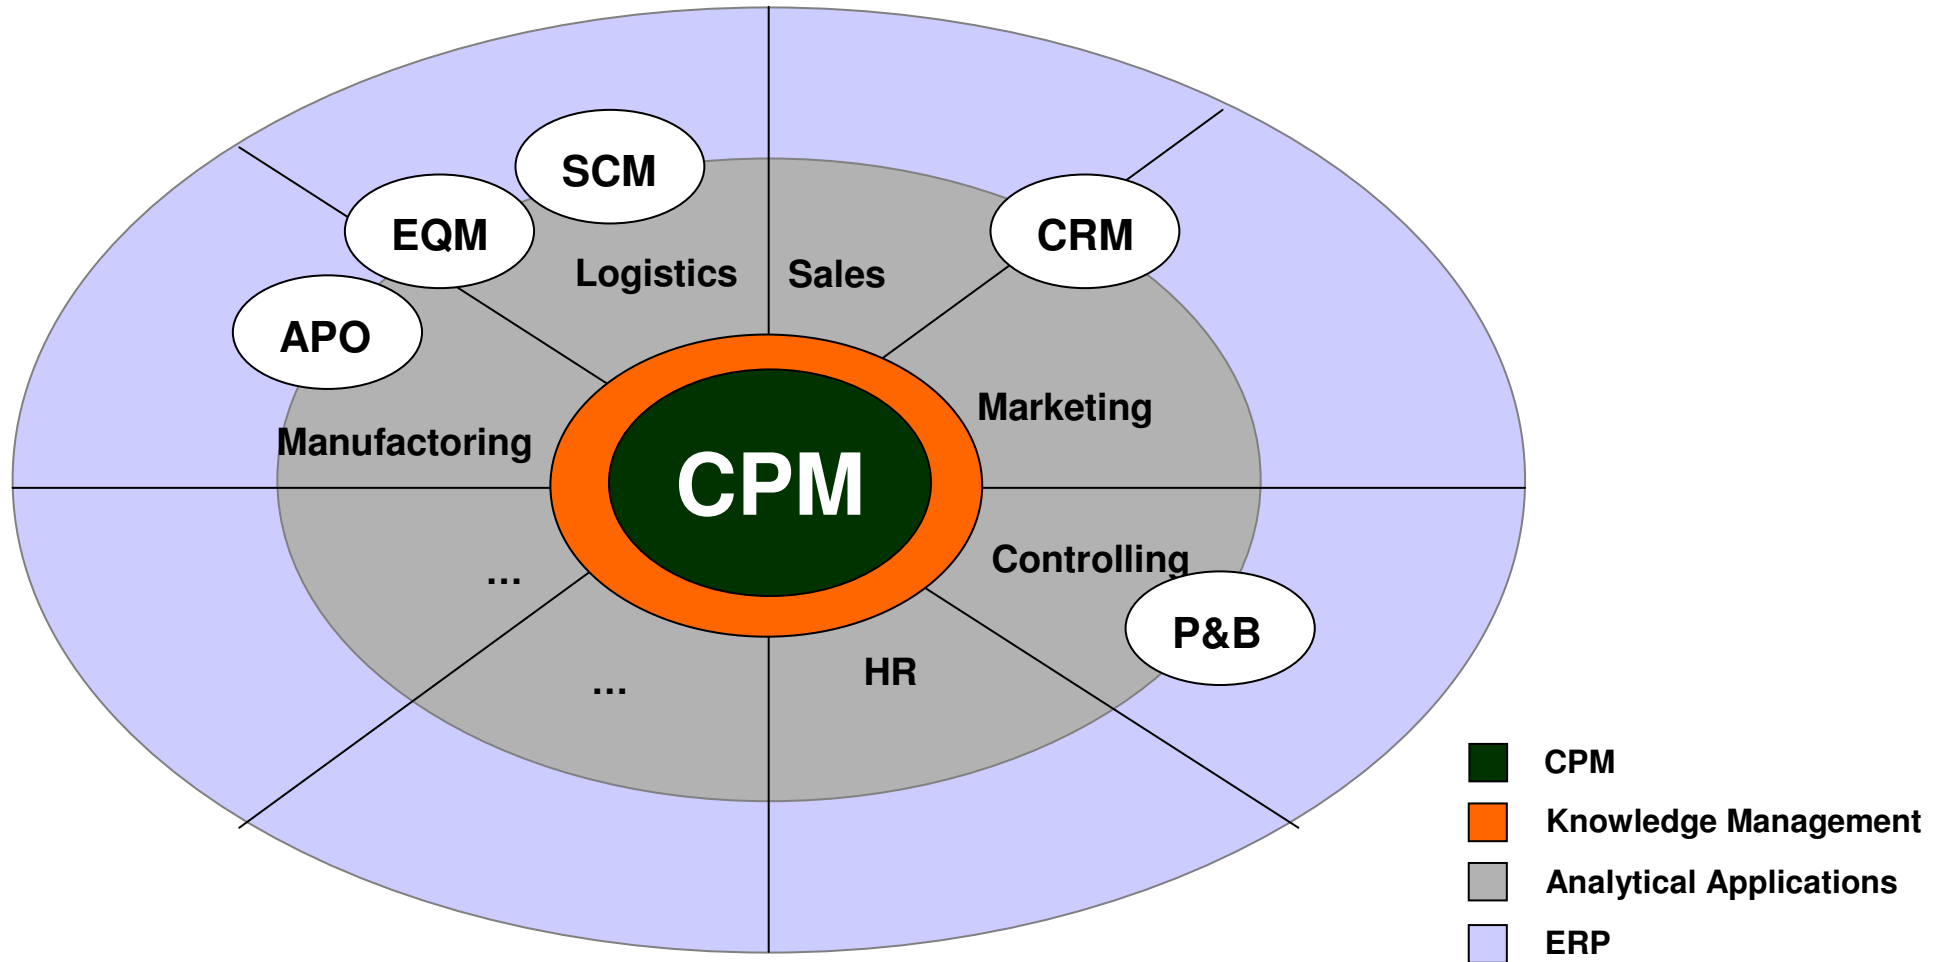 SCM
EQM
CRM
Logistics
Sales
APO
Marketing
Manufactoring
CPM
Controlling
...
P&B
HR
...
CPM
Knowledge Management
Analytical Applications
ERP